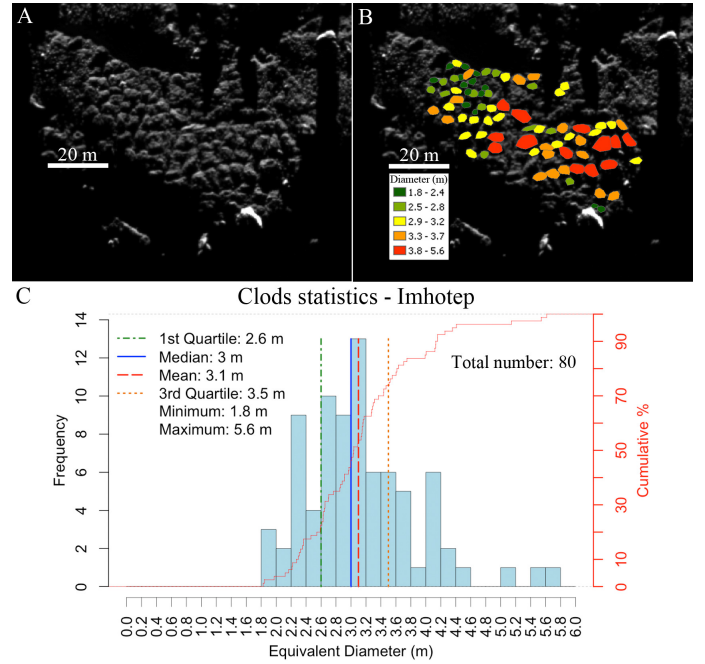 A
B
20 m
20 m
Diameter (m)
1.8 - 2.4
2.5 - 2.8
2.9 - 3.2
3.3 - 3.7
3.8 - 5.6
C
Clods statistics - Imhotep
1st Quartile: 2.6 m
Median: 3 m
Mean: 3.1 m
3rd Quartile: 3.5 m
Minimum: 1.8 m
Maximum: 5.6 m
Total number: 80
Frequency
0 2 4 6 8 10 12 14
Cumulative %
0 10 30 50 70 90
0.0 0.2 0.4 0.6 0.8 1.0 1.2 1.4 1.6 1.8 2.0 2.2 2.4 2.6 2.8 3.0 3.2 3.4 3.6 3.8 4.0 4.2 4.4 4.6 4.8 5.0 5.2 5.4 5.6 5.8 6.0
Equivalent Diameter (m)